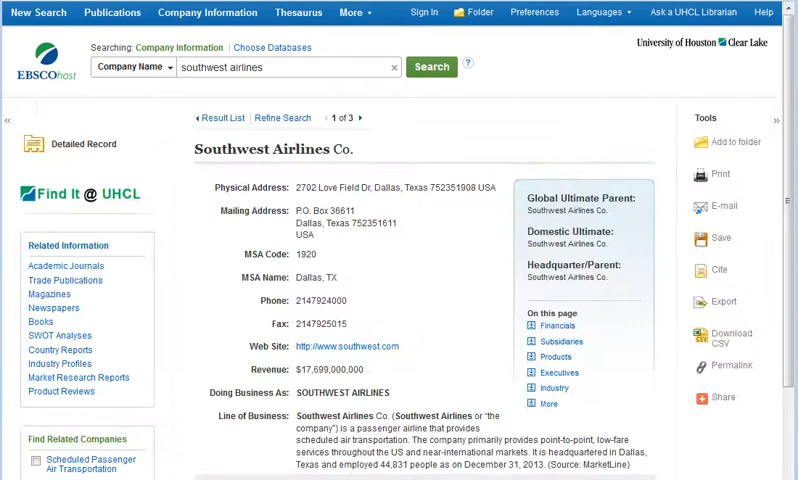 New Search Publications Company Information Thesaurus More Sign In Folder Preferences Languages Ask a UHCL Librarian Help
Searching: Company Information Choose Databases
University of Houston Clear Lake
EBSCOhost
Company Name southwest airlines × Search ?
« Result List Refine Search 1 of 3 Tools »
Detailed Record
Southwest Airlines Co.
Add to folder
Print
E-mail
Save
Cite
Export
Download
CSV
Permalink
Share
Find It @ UHCL
Related Information
Academic Journals
Trade Publications
Magazines
Newspapers
Books
SWOT Analyses
Country Reports
Industry Profiles
Market Research Reports
Product Reviews
Find Related Companies
Scheduled Passenger
Air Transportation
Physical Address: 2702 Love Field Dr, Dallas, Texas 752351908 USA
Mailing Address: P.O. Box 36611
Dallas, Texas 752351611
USA
MSA Code: 1920
MSA Name: Dallas, TX
Phone: 2147924000
Fax: 2147925015
Web Site: http://www.southwest.com
Revenue: $17,699,000,000
Doing Business As: SOUTHWEST AIRLINES
Line of Business: Southwest Airlines Co. (Southwest Airlines or "the
company") is a passenger airline that provides
scheduled air transportation. The company primarily provides point-to-point, low-fare
services throughout the US and near-international markets. It is headquartered in Dallas,
Texas and employed 44,831 people as on December 31, 2013. (Source: MarketLine)
Global Ultimate Parent:
Southwest Airlines Co.
Domestic Ultimate:
Southwest Airlines Co.
Headquarter/Parent:
Southwest Airlines Co.
On this page
Financials
Subsidiaries
Products
Executives
Industry
More